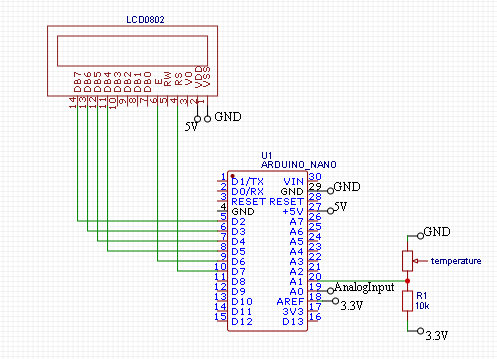 LCD0802
DB7 DB6 DB5 DB4 DB3 DB2 DB1 DB0 E RW RS V0 VDD VSS
14 13 12 11 10 9 8 7 6 5 4 3 2 1
5V GND
U1
ARDUINO_NANO
1 D1/TX VIN 30
2 D0/RX GND 29 GND
3 RESET RESET 28
4 GND +5V 27 5V
5 D2 A7 26
6 D3 A6 25
7 D4 A5 24
8 D5 A4 23
9 D6 A3 22
10 D7 A2 21
11 D8 A1 20
12 D9 A0 19 AnalogInput
13 D10 AREF 18 3.3V
14 D11 3V3 17
15 D12 D13 16
GND
temperature
R1
10k
3.3V